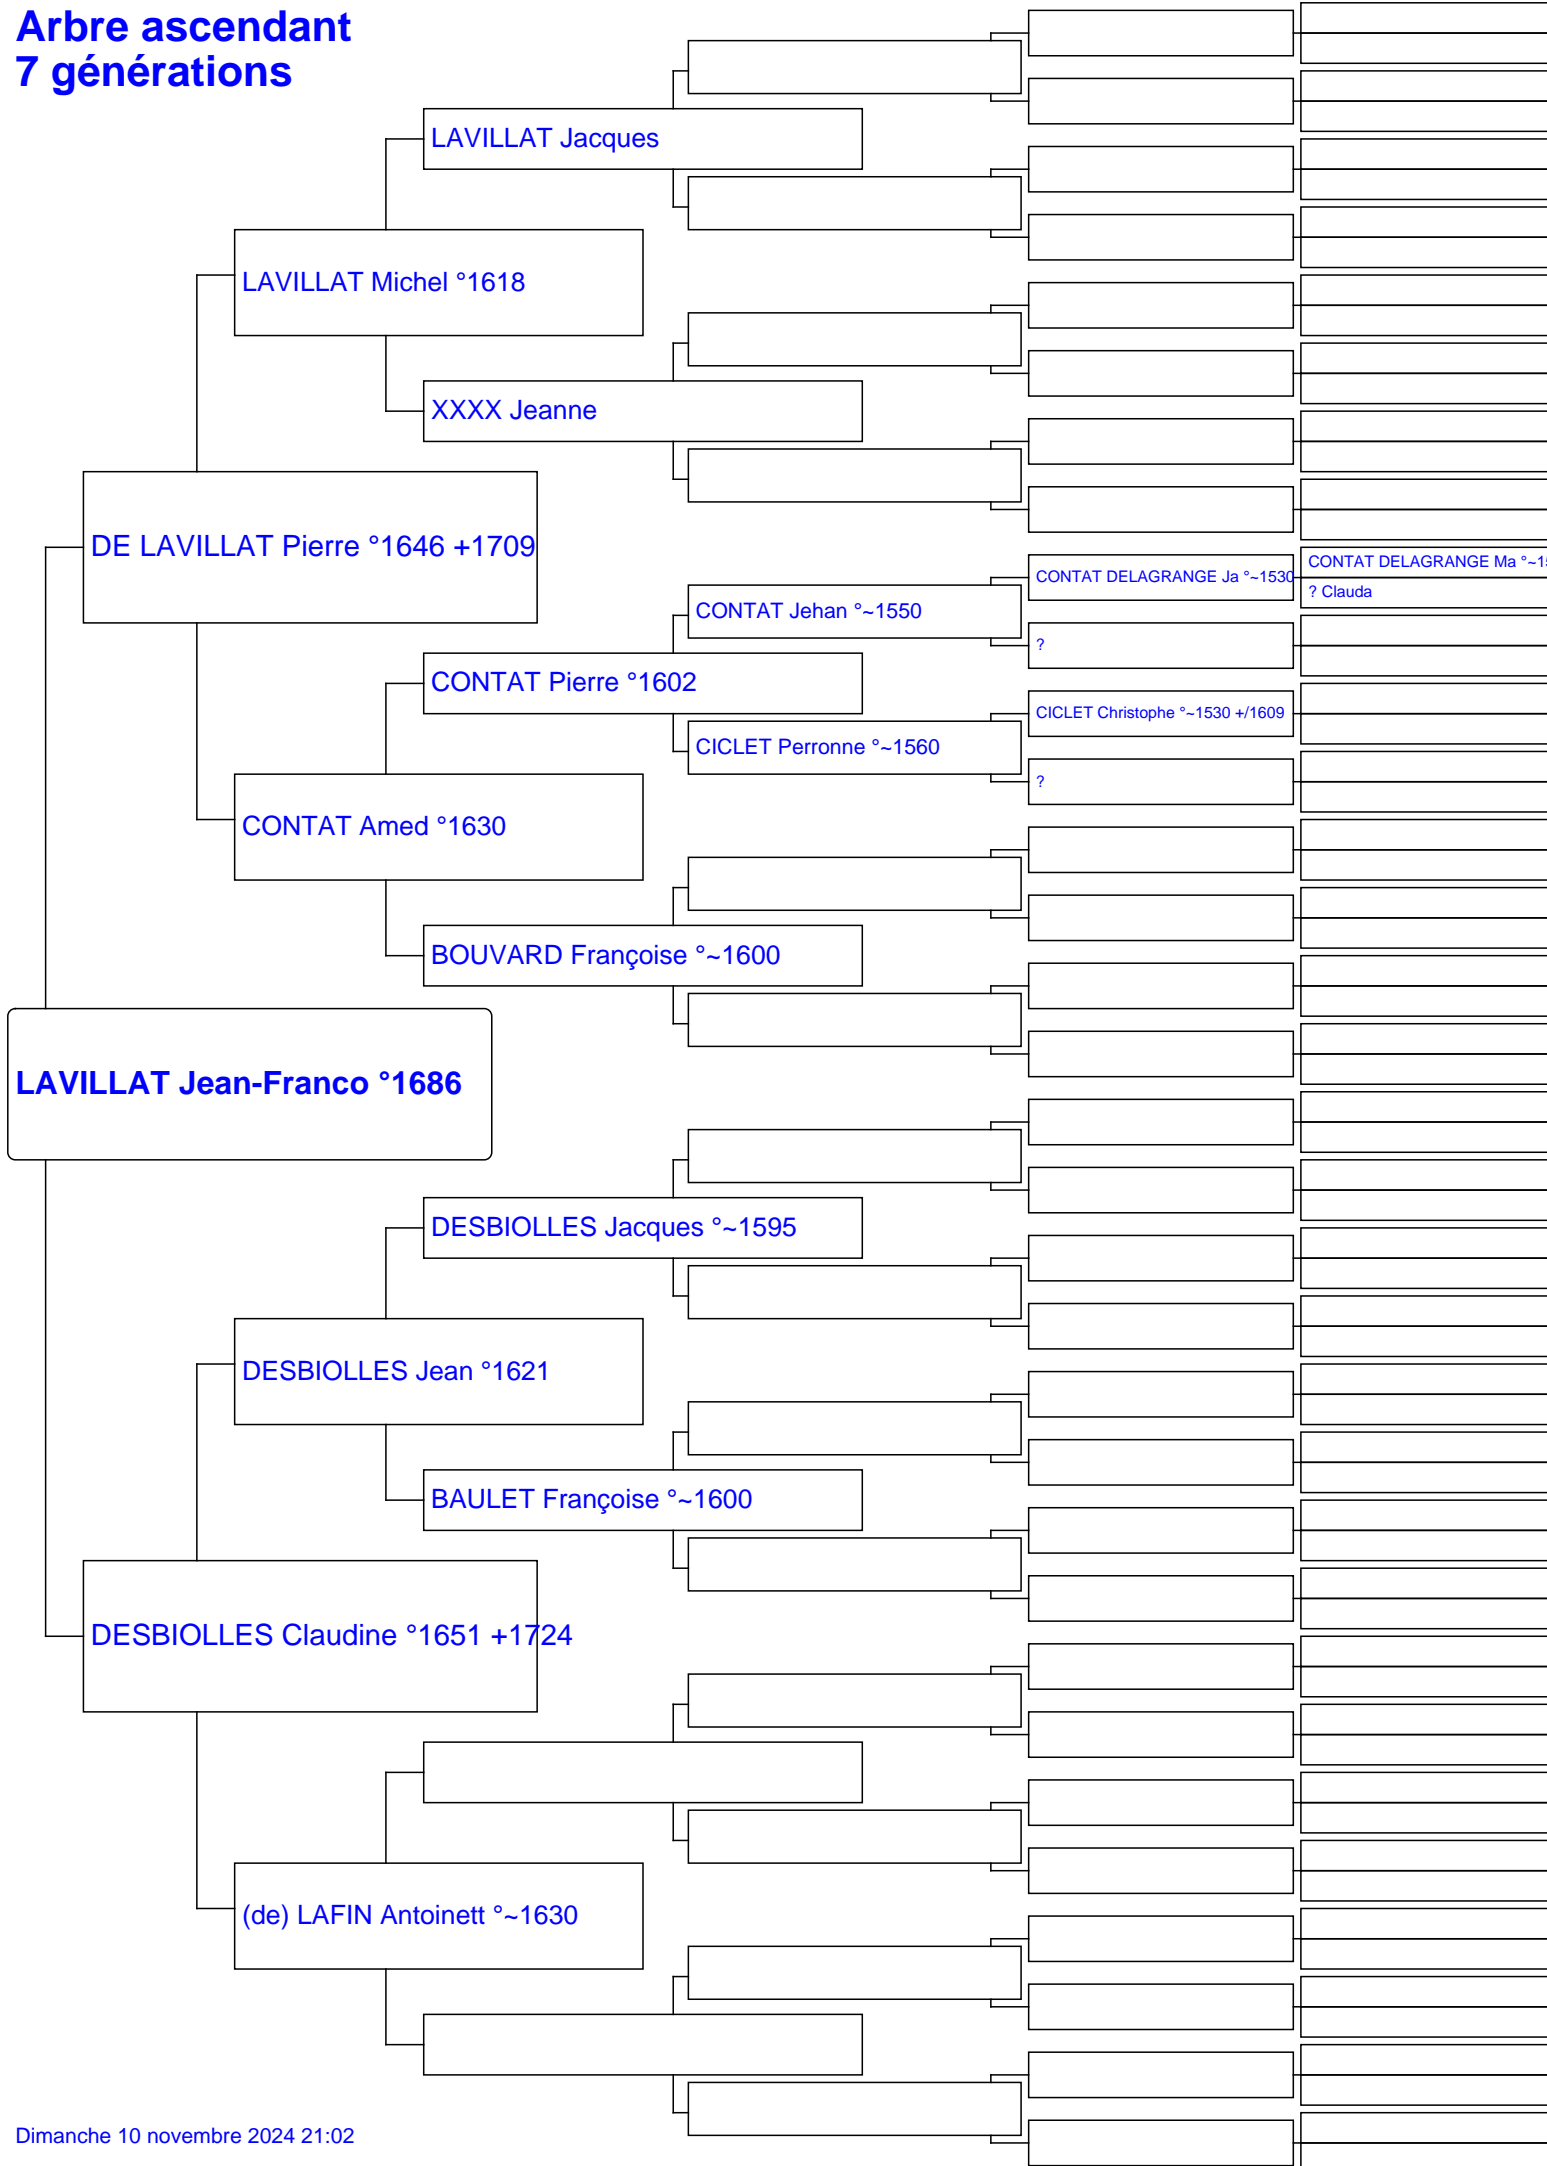 Arbre ascendant
7 générations
LAVILLAT Jacques
LAVILLAT Michel °1618
XXXX Jeanne
DE LAVILLAT Pierre °1646 +1709
CONTAT DELAGRANGE Ma °~15
CONTAT DELAGRANGE Ja °~1530
? Clauda
CONTAT Jehan °~1550
?
CONTAT Pierre °1602
CICLET Christophe °~1530 +/1609
CICLET Perronne °~1560
?
CONTAT Amed °1630
BOUVARD Françoise °~1600
LAVILLAT Jean-Franco °1686
DESBIOLLES Jacques °~1595
DESBIOLLES Jean °1621
BAULET Françoise °~1600
DESBIOLLES Claudine °1651 +1724
(de) LAFIN Antoinett °~1630
Dimanche 10 novembre 2024 21:02